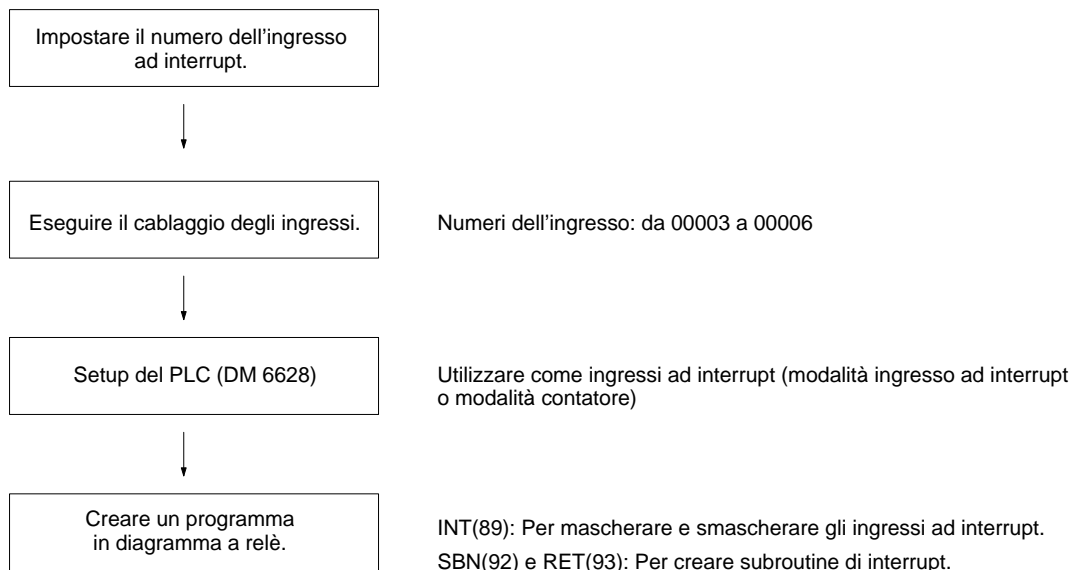 Impostare il numero dell’ingresso
ad interrupt.
Eseguire il cablaggio degli ingressi.
Numeri dell’ingresso: da 00003 a 00006
Setup del PLC (DM 6628)
Utilizzare come ingressi ad interrupt (modalità ingresso ad interrupt
o modalità contatore)
Creare un programma
in diagramma a relè.
INT(89): Per mascherare e smascherare gli ingressi ad interrupt.
SBN(92) e RET(93): Per creare subroutine di interrupt.